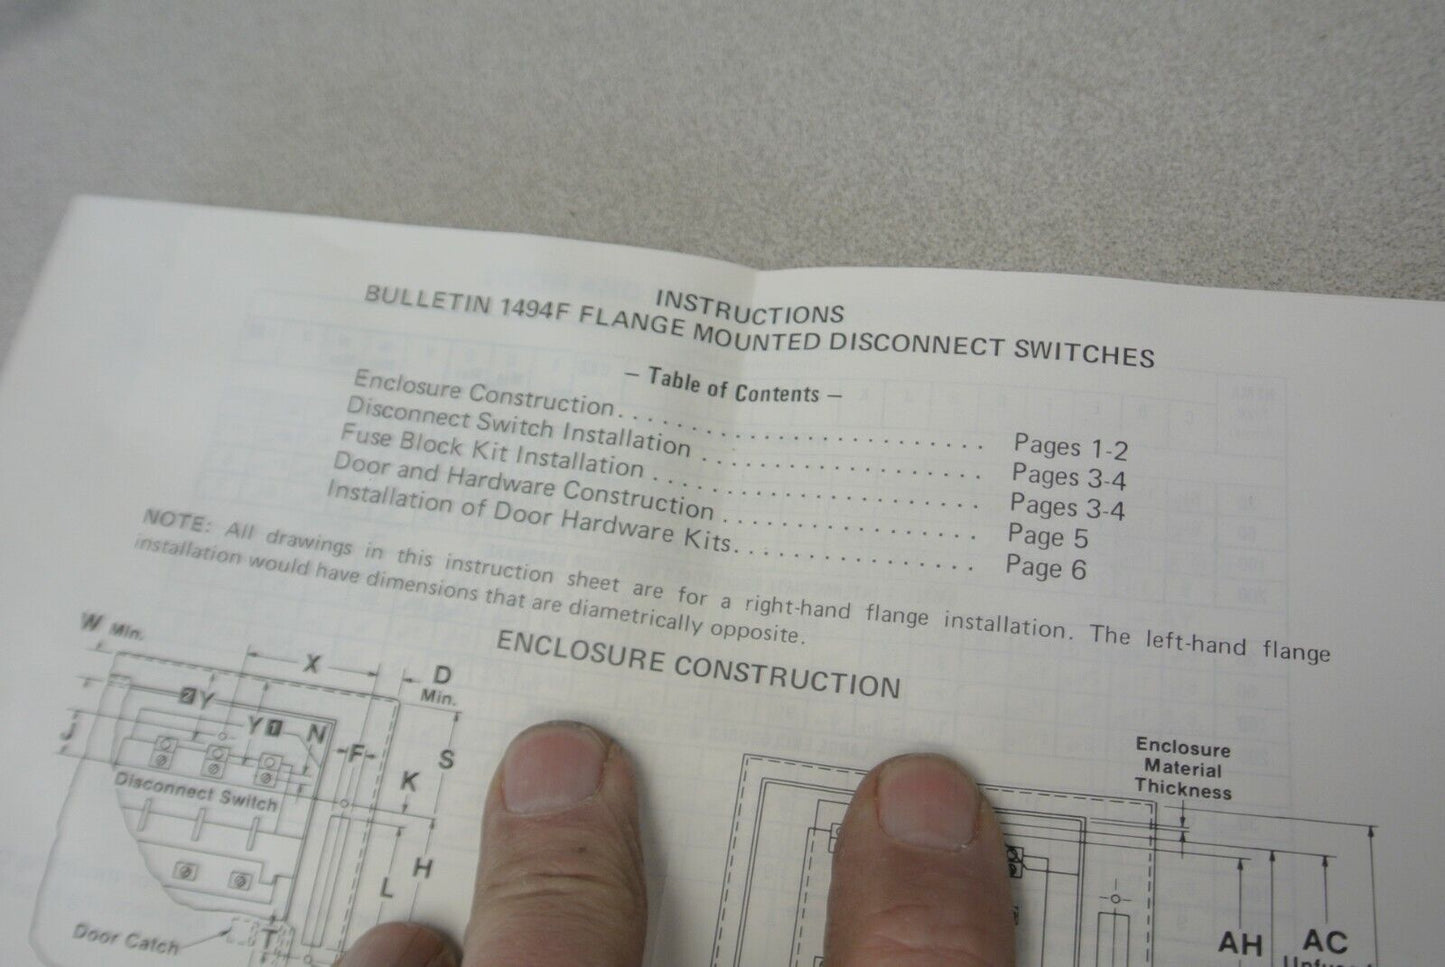 INSTRUCTIONS
BULLETIN 1494F FLANGE MOUNTED DISCONNECT SWITCHES
– Table of Contents –
Enclosure Construction. . . . . . . . . . . . . . . . . . . . . . . . . Pages 1-2
Disconnect Switch Installation . . . . . . . . . . . . . . . . . . . Pages 3-4
Fuse Block Kit Installation . . . . . . . . . . . . . . . . . . . . . . Pages 3-4
Door and Hardware Construction . . . . . . . . . . . . . . . . . Page 5
Installation of Door Hardware Kits. . . . . . . . . . . . . . . . . Page 6
NOTE: All drawings in this instruction sheet are for a right-hand flange installation. The left-hand flange
installation would have dimensions that are diametrically opposite.
ENCLOSURE CONSTRUCTION
W Min.
X
D
Min.
2 Y
Y 1
N
F
J
S
K
Disconnect Switch
H
L
Door Catch
T
Enclosure
Material
Thickness
AH
AC